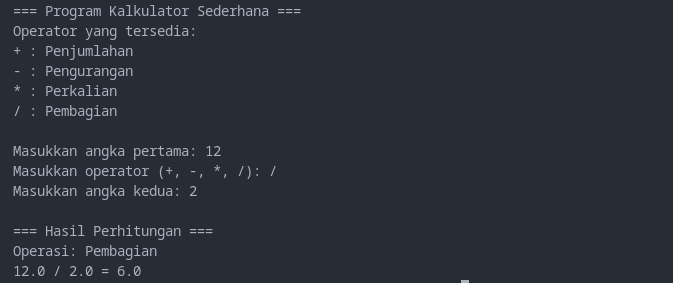 === Program Kalkulator Sederhana ===
Operator yang tersedia:
+ : Penjumlahan
- : Pengurangan
* : Perkalian
/ : Pembagian
Masukkan angka pertama: 12
Masukkan operator (+, -, *, /): /
Masukkan angka kedua: 2
=== Hasil Perhitungan ===
Operasi: Pembagian
12.0 / 2.0 = 6.0